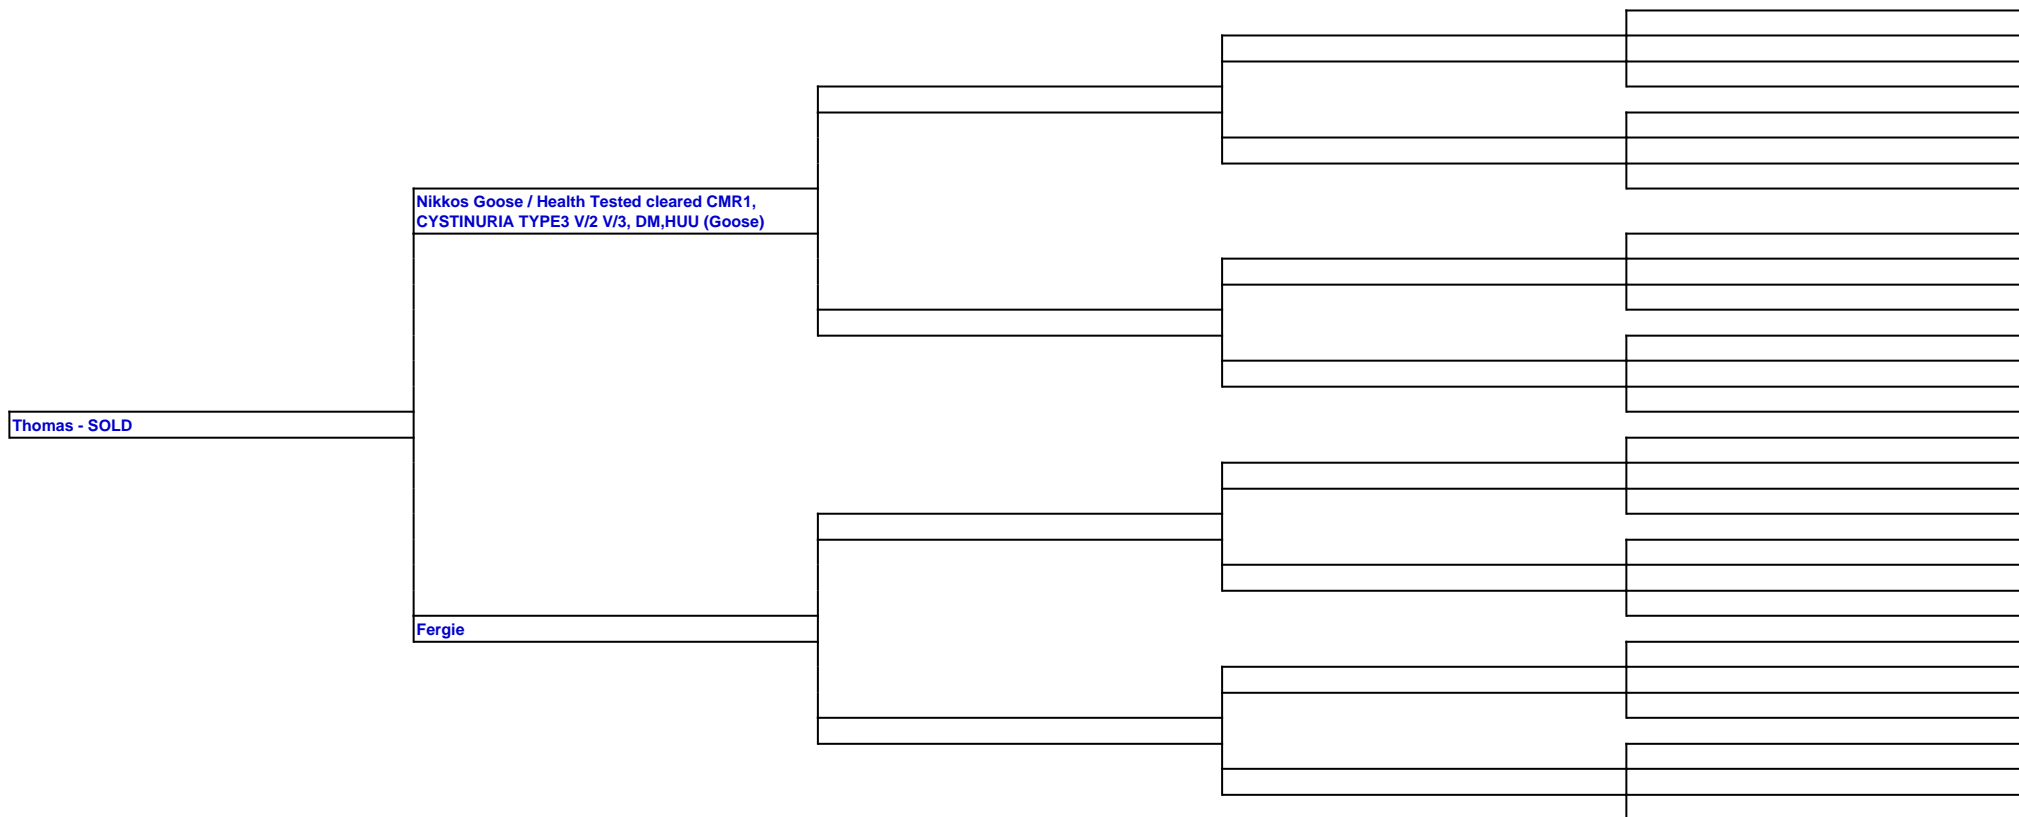 Nikkos Goose / Health Tested cleared CMR1,
CYSTINURIA TYPE3 V/2 V/3, DM,HUU (Goose)
Thomas - SOLD
Fergie